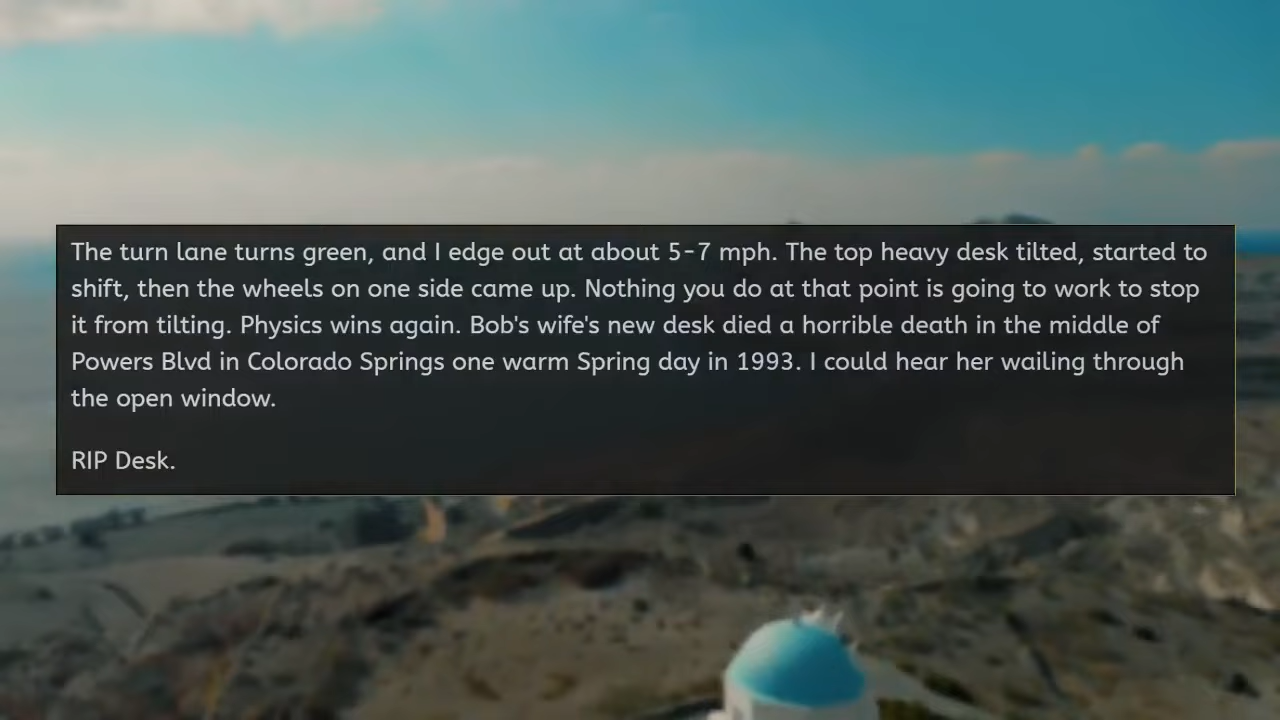 The turn lane turns green, and I edge out at about 5-7 mph. The top heavy desk tilted, started to
shift, then the wheels on one side came up. Nothing you do at that point is going to work to stop
it from tilting. Physics wins again. Bob's wife's new desk died a horrible death in the middle of
Powers Blvd in Colorado Springs one warm Spring day in 1993. I could hear her wailing through
the open window.
RIP Desk.